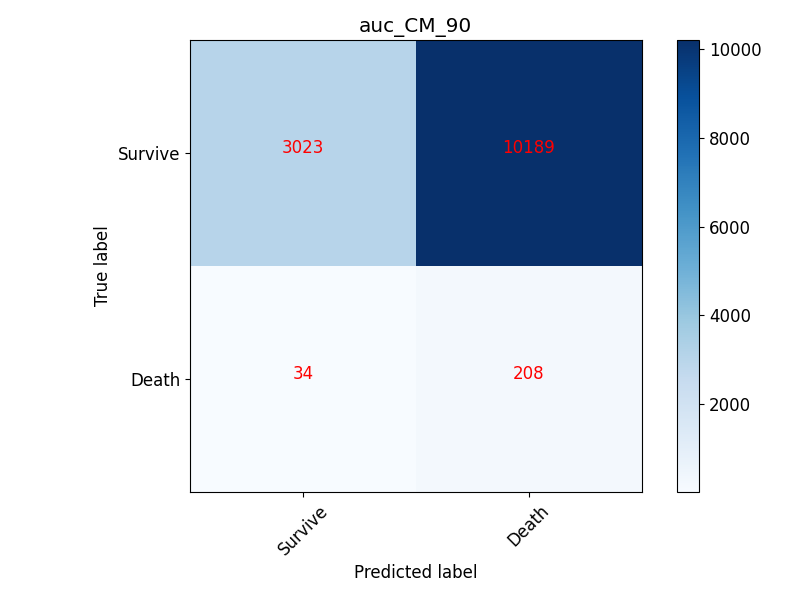 auc_CM_90
True label
Survive
3023
10189
Death
34
208
Survive
Death
Predicted label
10000
8000
6000
4000
2000